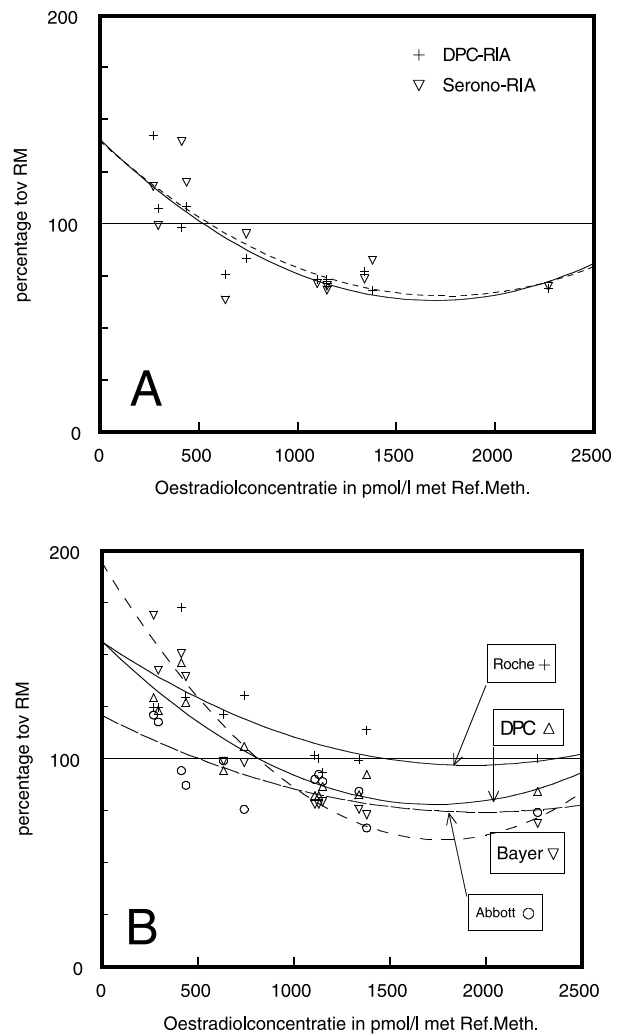 200
DPC-RIA
Serono-RIA
percentage tov RM
100
A
0
0 500 1000 1500 2000 2500
Oestradiolconcentratie in pmol/l met Ref.Meth.
200
percentage tov RM
Roche
DPC
100
Bayer
Abbott
B
0
0 500 1000 1500 2000 2500
Oestradiolconcentratie in pmol/l met Ref.Meth.